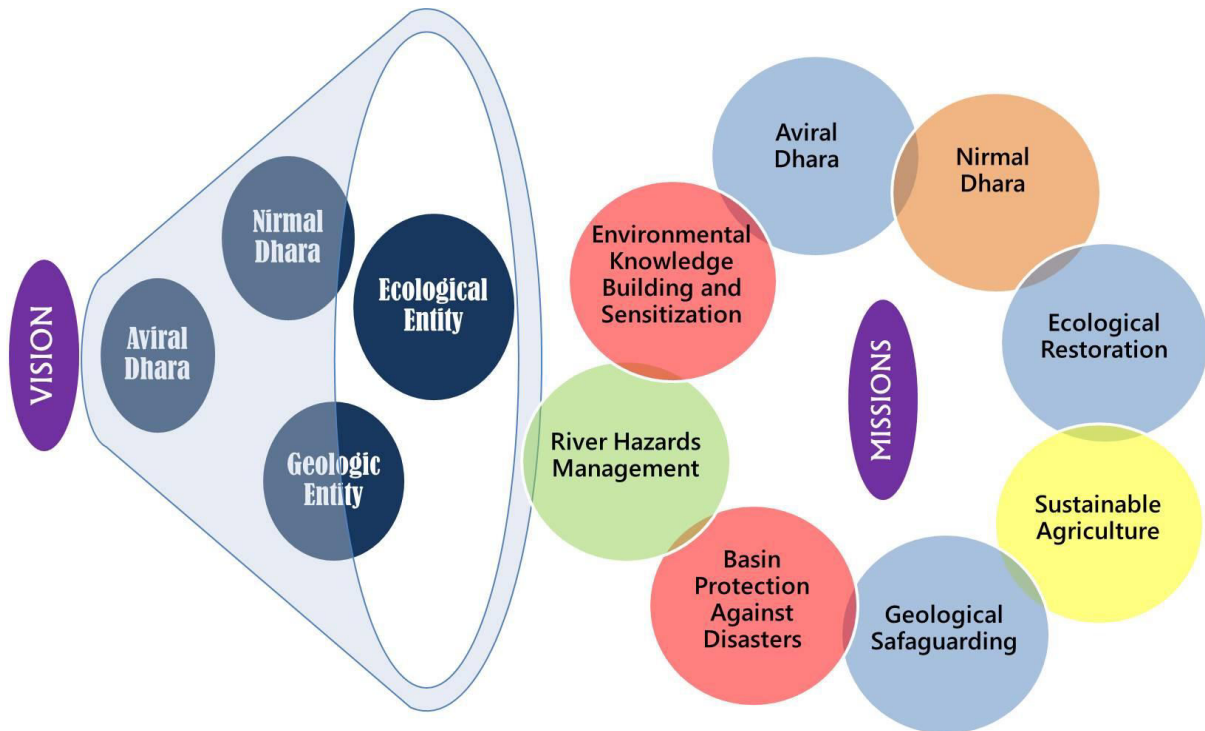 VISION
Aviral
Dhara
Nirmal
Dhara
Geologic
Entity
Ecological
Entity
MISSIONS
Aviral
Dhara
Nirmal
Dhara
Ecological
Restoration
Sustainable
Agriculture
Geological
Safaguarding
Basin
Protection
Against
Disasters
River Hazards
Management
Environmental
Knowledge
Building and
Sensitization